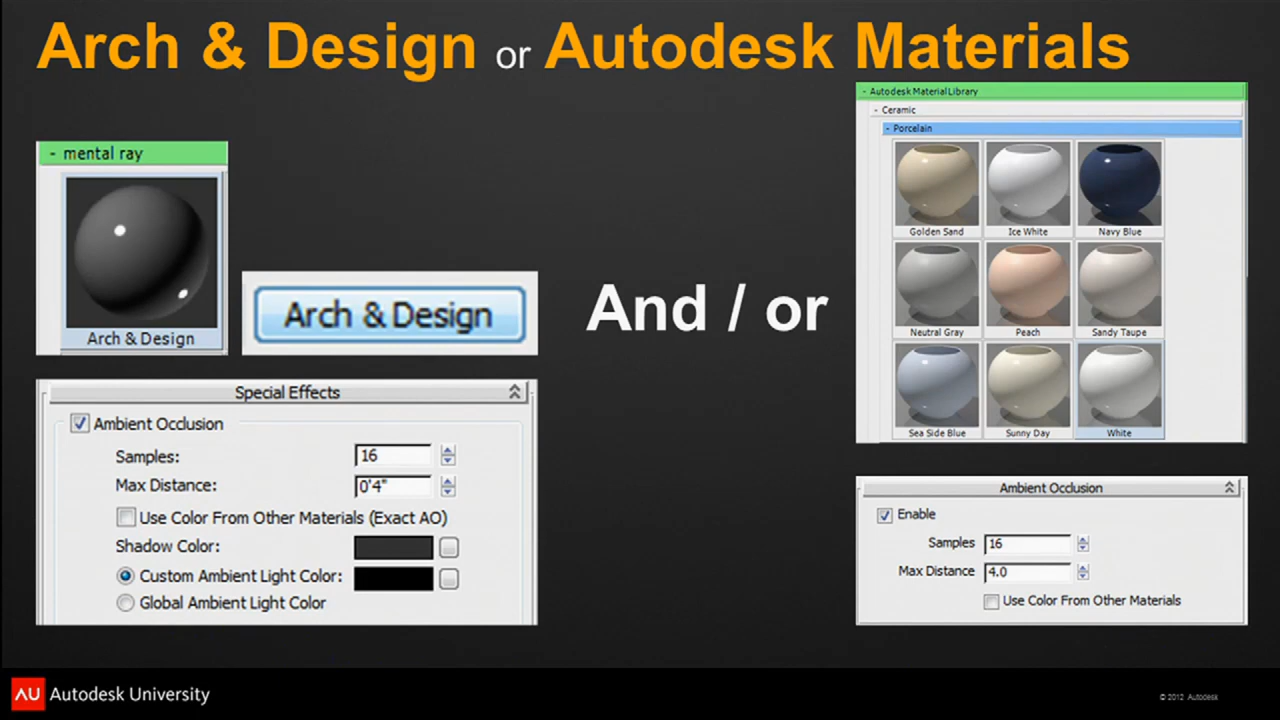 Arch & Design or Autodesk Materials
- mental ray
Arch & Design
Arch & Design
Special Effects
Ambient Occlusion
Samples: 16
Max Distance: 0'4"
Use Color From Other Materials (Exact AO)
Shadow Color:
Custom Ambient Light Color:
Global Ambient Light Color
And / or
- Autodesk Material Library
- Ceramic
- Porcelain
Golden Sand Ice White Navy Blue
Neutral Gray Peach Sandy Taupe
Sea Side Blue Sunny Day White
Ambient Occlusion
Enable
Samples 16
Max Distance 4.0
Use Color From Other Materials
AU Autodesk University
© 2012 Autodesk